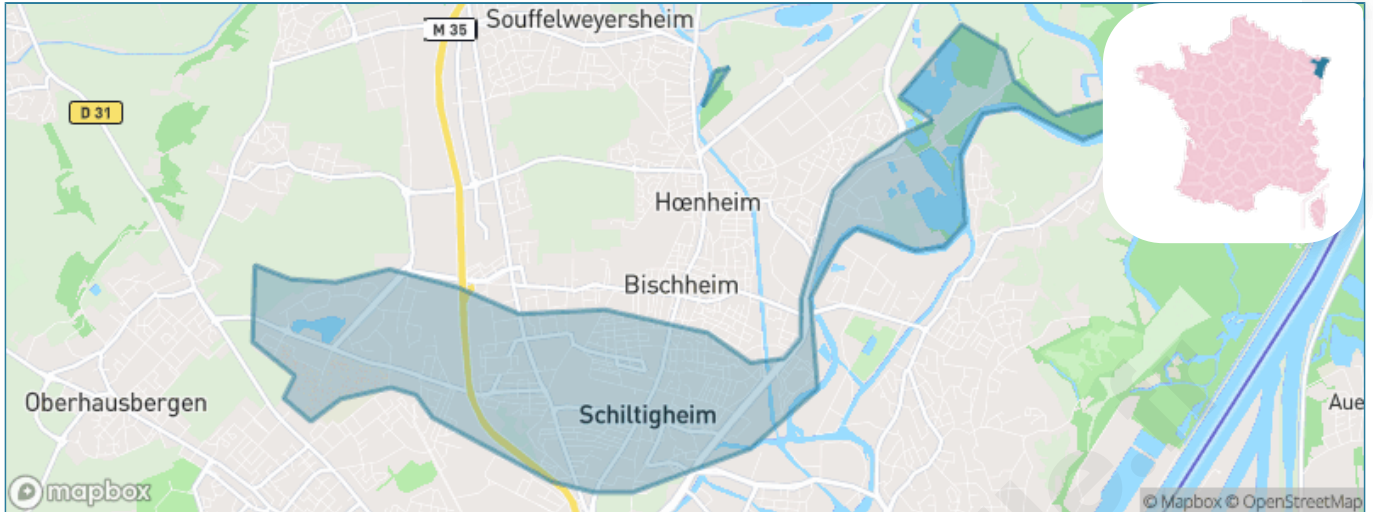 Souffelweyersheim
M 35
D 31
Hœnheim
Bischheim
Oberhausbergen
Schiltigheim
Aue
mapbox
© Mapbox © OpenStreetMap